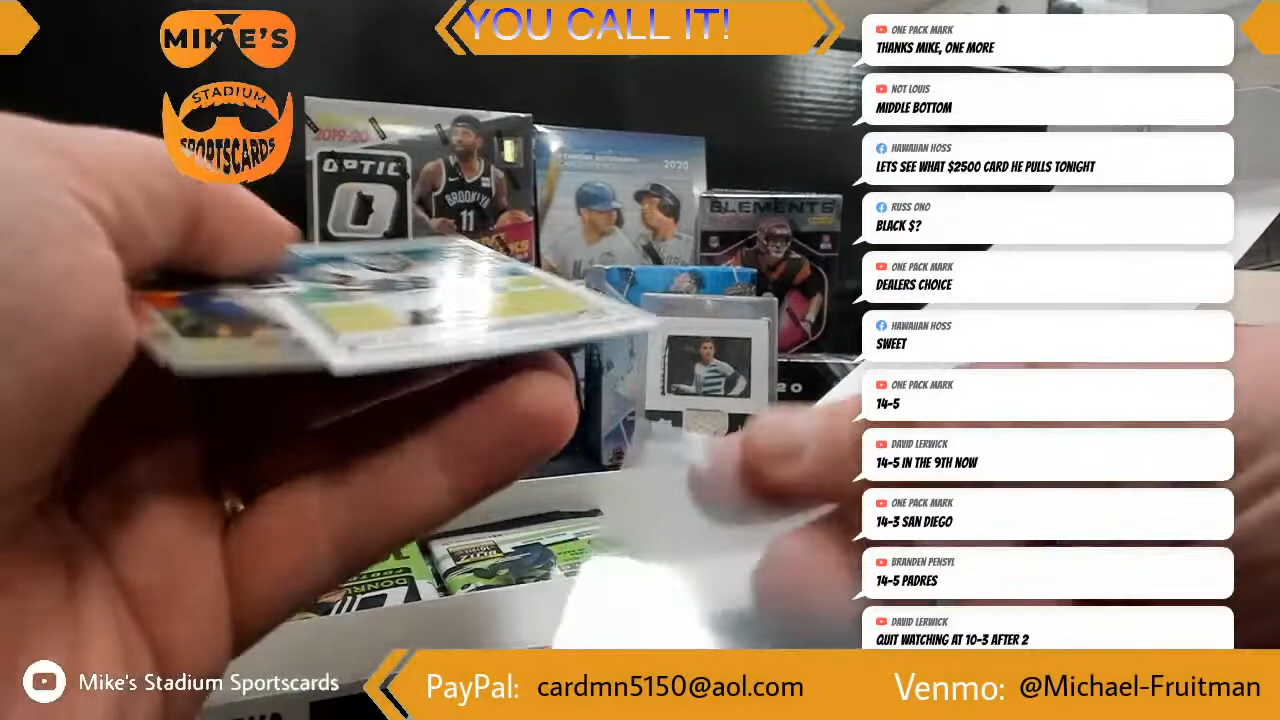 YOU CALL IT!
MIKE'S
STADIUM
SPORTSCARDS
2019-20
OPTIC
BROOKLYN
11
2020
ELEMENTS
20
DONRU
ONE PACK MARK
THANKS MIKE, ONE MORE
NOT LOUIS
MIDDLE BOTTOM
HAWAIIAN HOSS
LETS SEE WHAT $2500 CARD HE PULLS TONIGHT
RUSS ONO
BLACK $?
ONE PACK MARK
DEALERS CHOICE
HAWAIIAN HOSS
SWEET
ONE PACK MARK
14-5
DAVID LERWICK
14-5 IN THE 9TH NOW
ONE PACK MARK
14-3 SAN DIEGO
BRANDEN PENSYL
14-5 PADRES
DAVID LERWICK
QUIT WATCHING AT 10-3 AFTER 2
Mike's Stadium Sportscards
PayPal: cardmn5150@aol.com
Venmo: @Michael-Fruitman